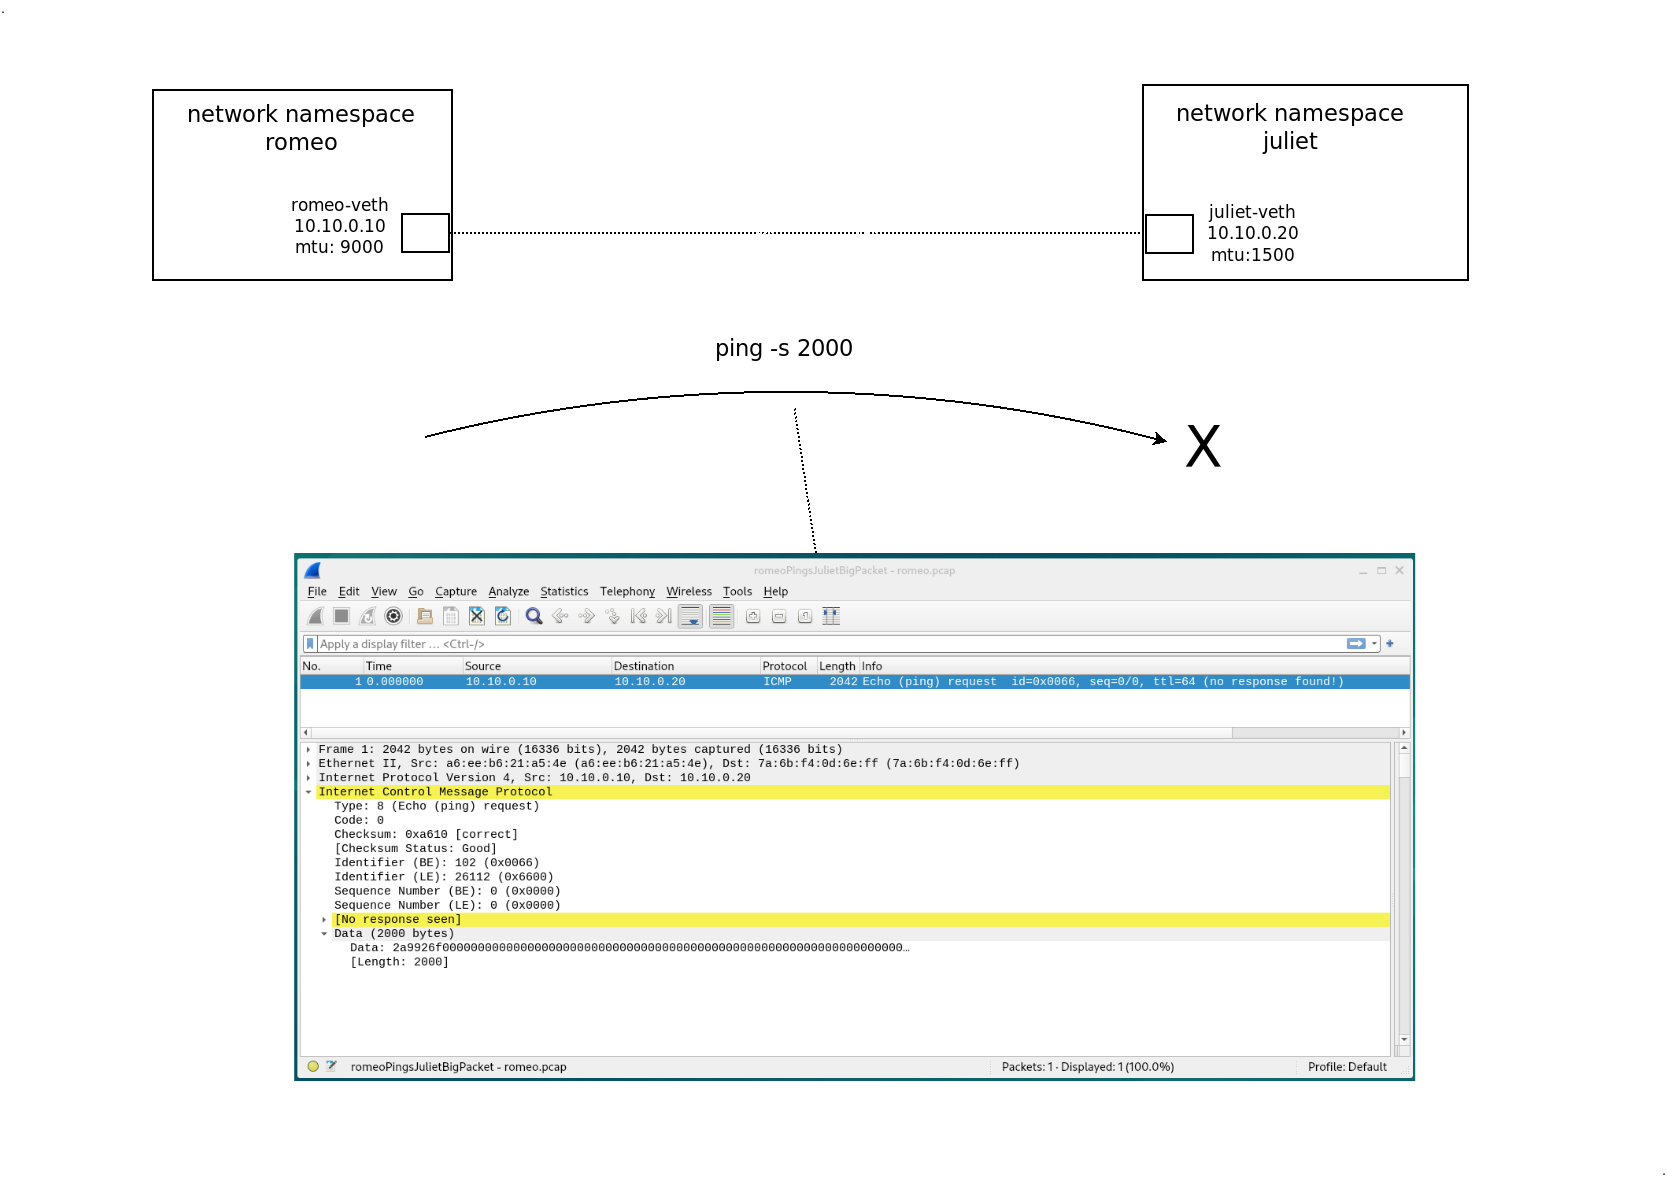 network namespace
romeo
romeo-veth
10.10.0.10
mtu: 9000
network namespace
juliet
juliet-veth
10.10.0.20
mtu:1500
ping -s 2000
X
romeoPingsJulietBigPacket - romeo.pcap
File Edit View Go Capture Analyze Statistics Telephony Wireless Tools Help
Apply a display filter ... <Ctrl-/>
No. Time Source Destination Protocol Length Info
1 0.000000 10.10.0.10 10.10.0.20 ICMP 2042 Echo (ping) request id=0x0066, seq=0/0, ttl=64 (no response found!)
Frame 1: 2042 bytes on wire (16336 bits), 2042 bytes captured (16336 bits)
Ethernet II, Src: a6:ee:b6:21:a5:4e (a6:ee:b6:21:a5:4e), Dst: 7a:6b:f4:0d:6e:ff (7a:6b:f4:0d:6e:ff)
Internet Protocol Version 4, Src: 10.10.0.10, Dst: 10.10.0.20
Internet Control Message Protocol
Type: 8 (Echo (ping) request)
Code: 0
Checksum: 0xa610 [correct]
[Checksum Status: Good]
Identifier (BE): 102 (0x0066)
Identifier (LE): 26112 (0x6600)
Sequence Number (BE): 0 (0x0000)
Sequence Number (LE): 0 (0x0000)
[No response seen]
Data (2000 bytes)
Data: 2a9926f00000000000000000000000000000000000000000000000000000000000000000…
[Length: 2000]
romeoPingsJulietBigPacket - romeo.pcap Packets: 1 · Displayed: 1 (100.0%) Profile: Default